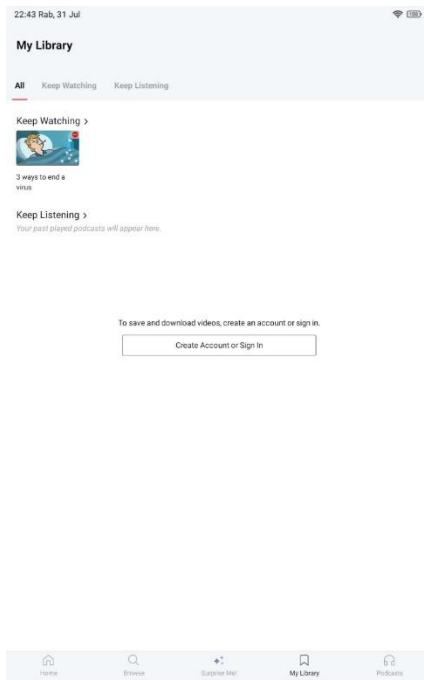 22:43 Rab, 31 Jul
100
My Library
All Keep Watching Keep Listening
Keep Watching >
3 ways to end a
virus
Keep Listening >
Your past played podcasts will appear here.
To save and download videos, create an account or sign in.
Create Account or Sign In
Home Browse Surprise Me! My Library Podcasts